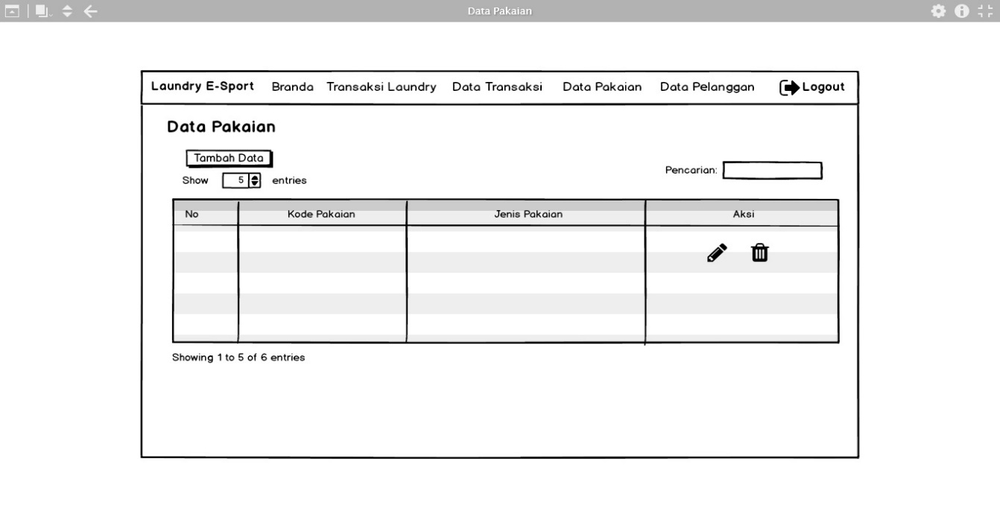 Data Pakaian
Laundry E-Sport Branda Transaksi Laundry Data Transaksi Data Pakaian Data Pelanggan Logout
Data Pakaian
Tambah Data
Show 5 entries
Pencarian:
No Kode Pakaian Jenis Pakaian Aksi
Showing 1 to 5 of 6 entries